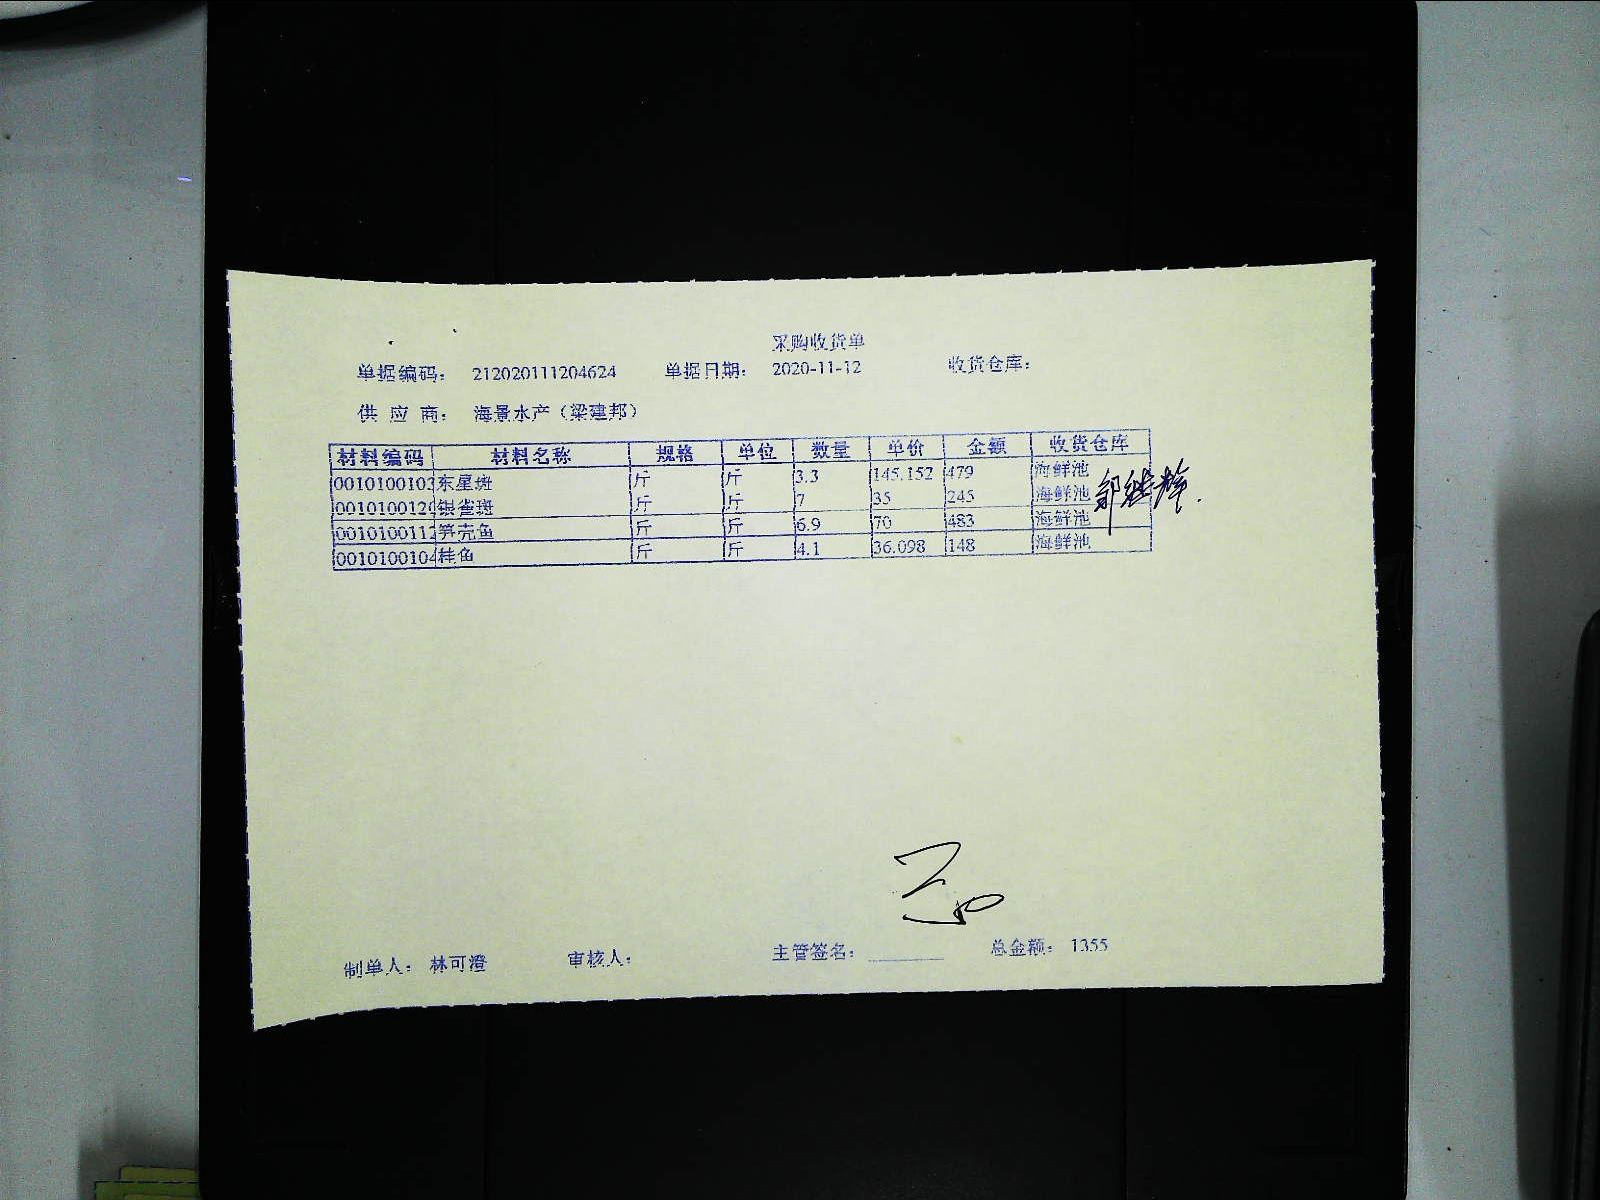 采购收货单
单据编码: 212020111204624 单据日期: 2020-11-12 收货仓库:
供 应 商: 海景水产（梁建邦）
材料编码 材料名称 规格 单位 数量 单价 金额 收货仓库
0010100103 东星斑 斤 斤 3.3 145.152 479 海鲜池
001010012 银雀斑 斤 斤 7 35 245 海鲜池
001010011 笋壳鱼 斤 斤 6.9 70 483 海鲜池
0010100104 桂鱼 斤 斤 4.1 36.098 148 海鲜池
制单人: 林可澄 审核人: 主管签名: 总金额: 1355